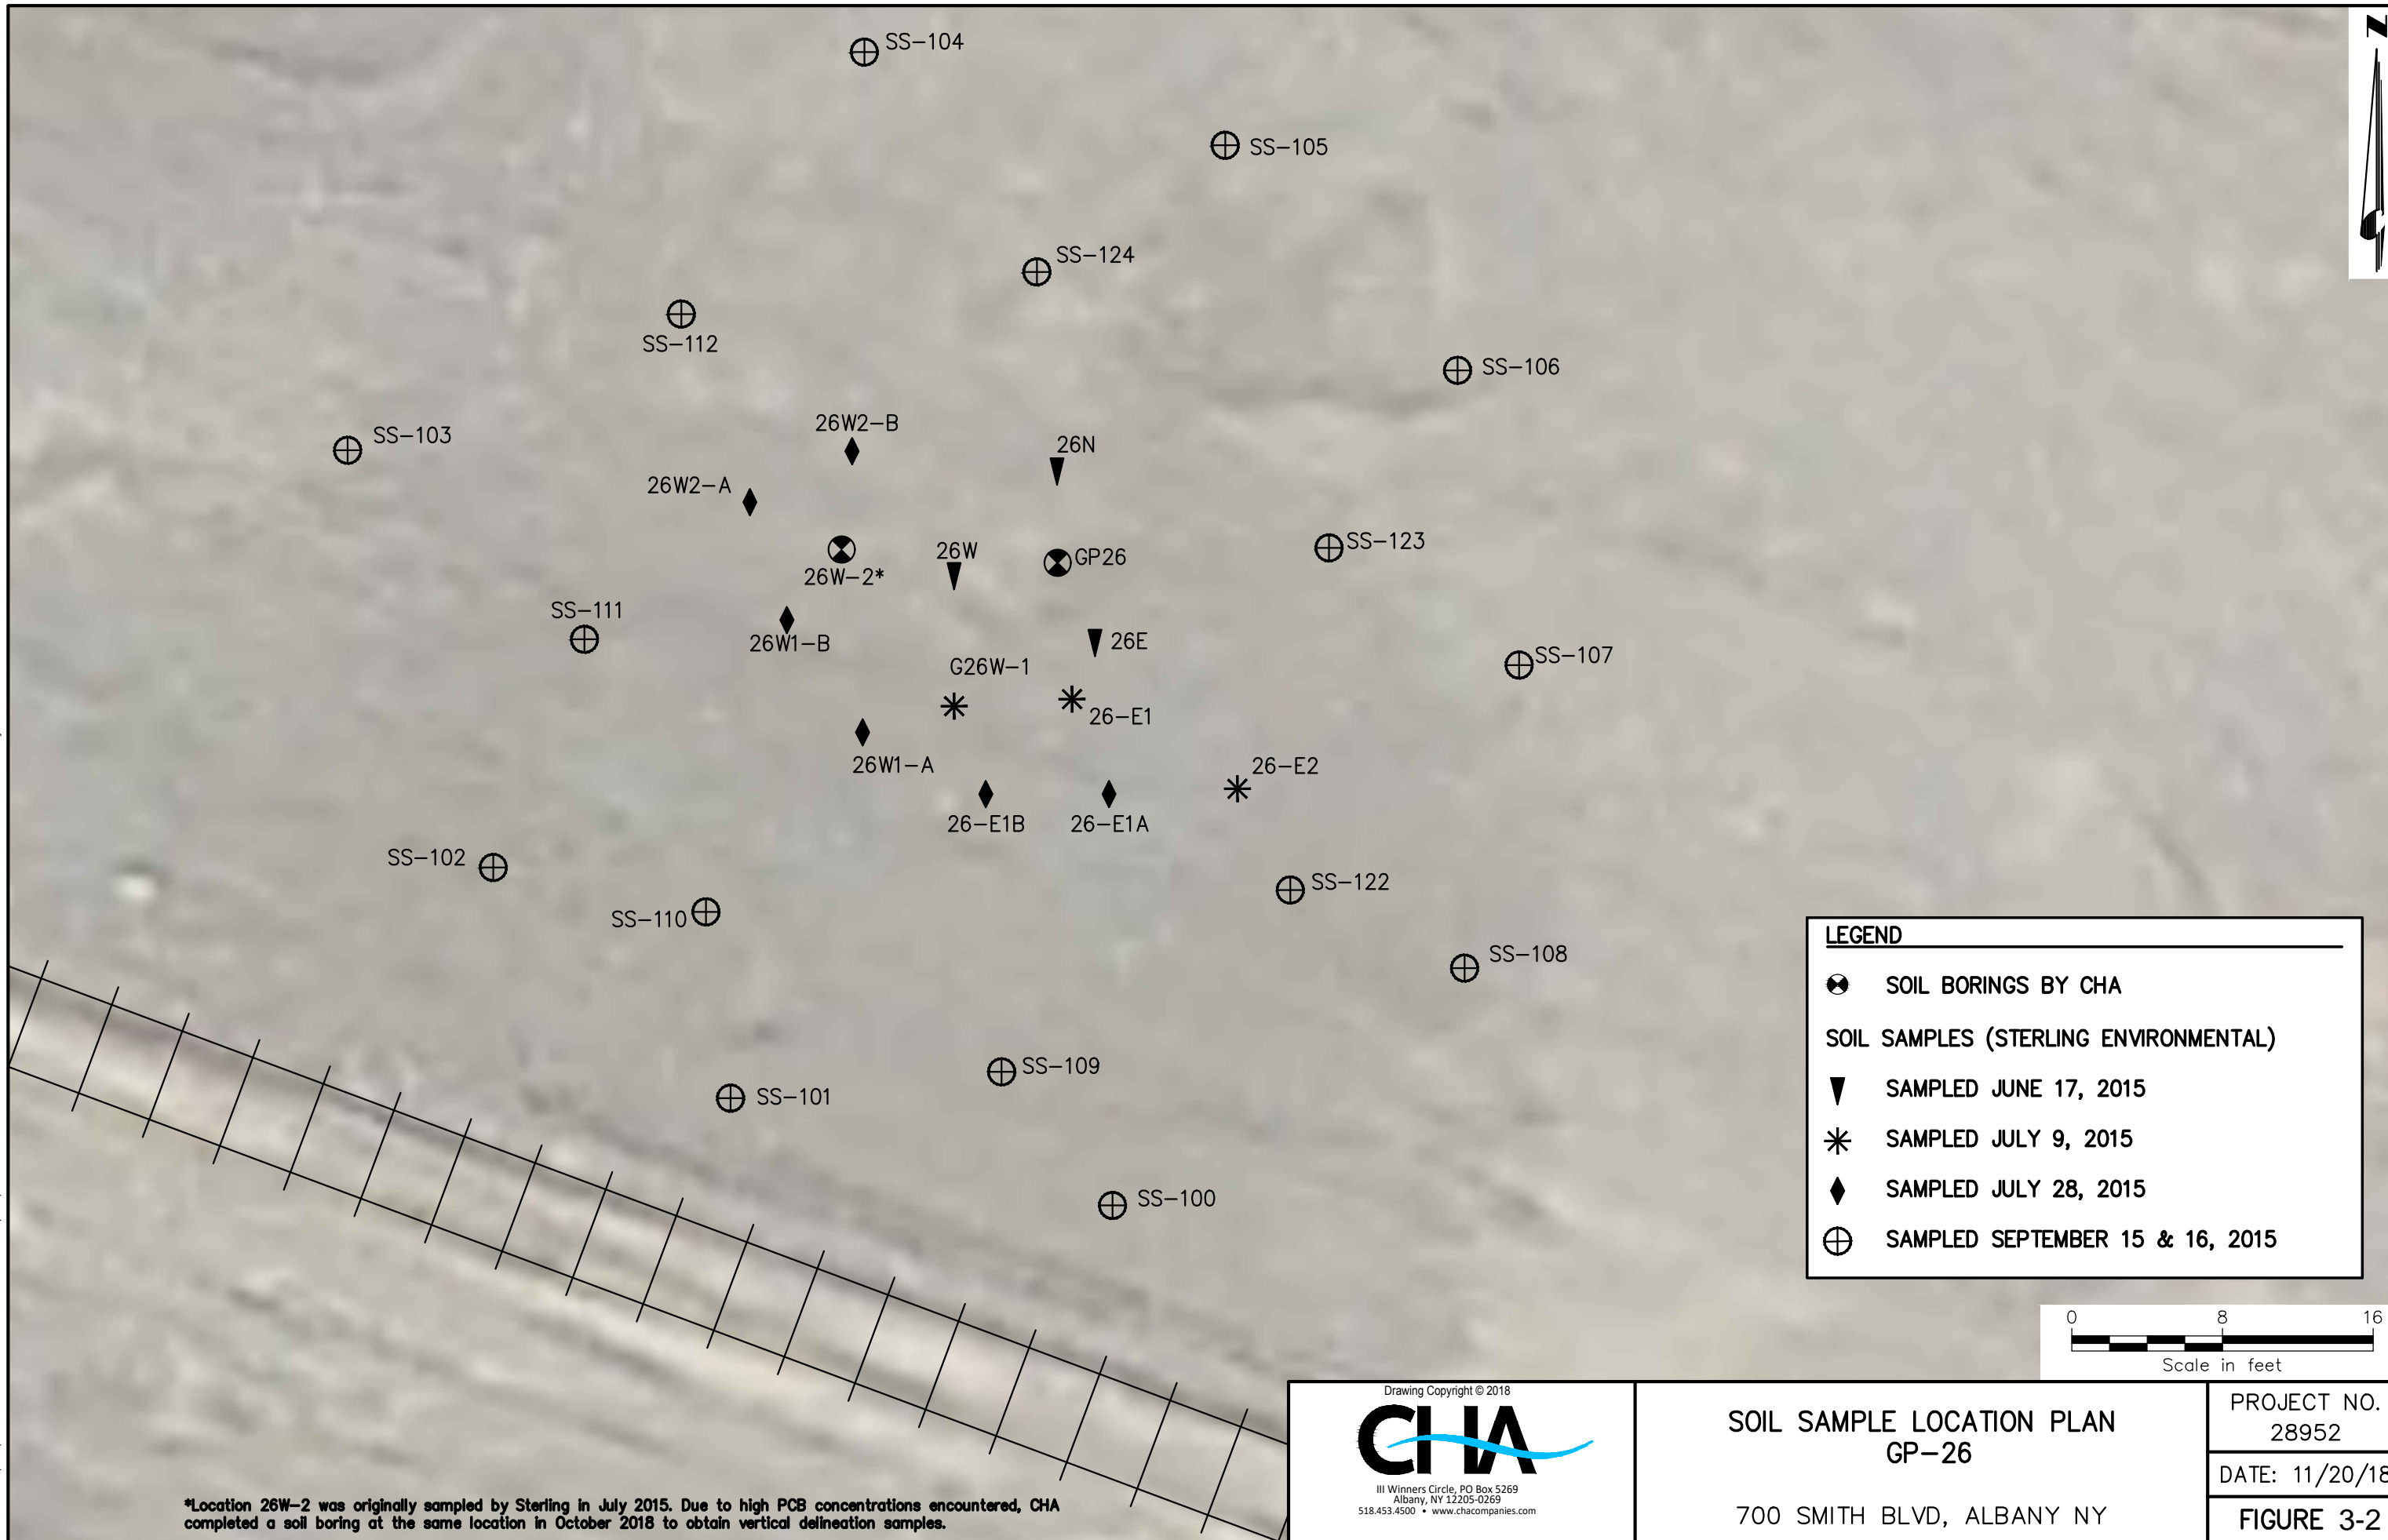 SS-104
SS-105
SS-124
SS-112
SS-106
SS-103
26W2-B
26N
26W2-A
26W
GP26
SS-123
26W-2*
SS-111
26W1-B
26E
SS-107
G26W-1
26-E1
26W1-A
26-E2
26-E1B
26-E1A
SS-102
SS-122
SS-110
SS-108
SS-109
SS-101
SS-100
LEGEND
SOIL BORINGS BY CHA
SOIL SAMPLES (STERLING ENVIRONMENTAL)
SAMPLED JUNE 17, 2015
SAMPLED JULY 9, 2015
SAMPLED JULY 28, 2015
SAMPLED SEPTEMBER 15 & 16, 2015
0 8 16
Scale in feet
*Location 26W-2 was originally sampled by Sterling in July 2015. Due to high PCB concentrations encountered, CHA
completed a soil boring at the same location in October 2018 to obtain vertical delineation samples.
Drawing Copyright © 2018
CHA
III Winners Circle, PO Box 5269
Albany, NY 12205-0269
518.453.4500 • www.chacompanies.com
SOIL SAMPLE LOCATION PLAN
GP-26
700 SMITH BLVD, ALBANY NY
PROJECT NO.
28952
DATE: 11/20/18
FIGURE 3-2
Z